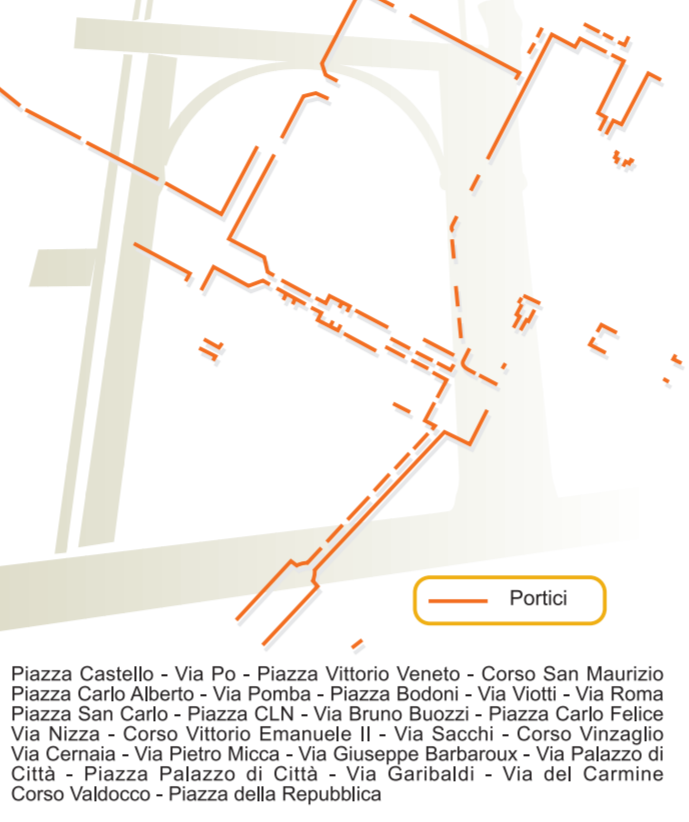 Portici
Piazza Castello - Via Po - Piazza Vittorio Veneto - Corso San Maurizio
Piazza Carlo Alberto - Via Pomba - Piazza Bodoni - Via Viotti - Via Roma
Piazza San Carlo - Piazza CLN - Via Bruno Buozzi - Piazza Carlo Felice
Via Nizza - Corso Vittorio Emanuele II - Via Sacchi - Corso Vinzaglio
Via Cernaia - Via Pietro Micca - Via Giuseppe Barbaroux - Via Palazzo di
Città - Piazza Palazzo di Città - Via Garibaldi - Via del Carmine
Corso Valdocco - Piazza della Repubblica